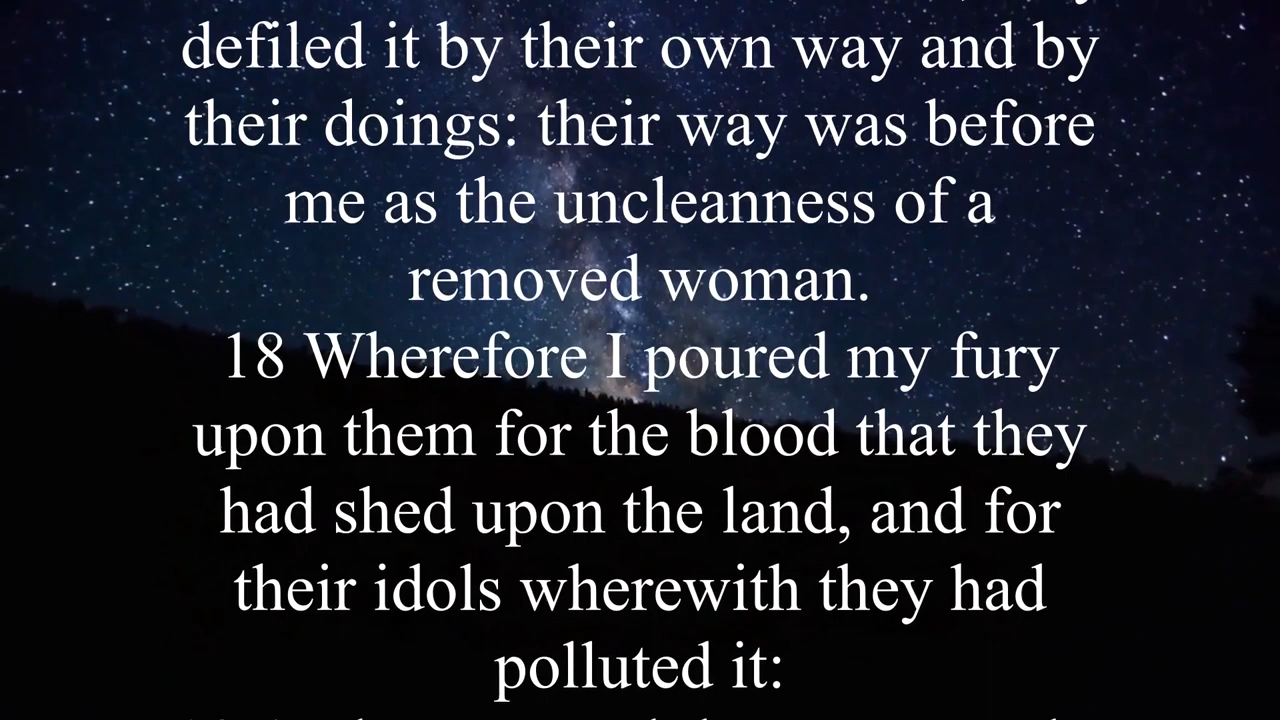 defiled it by their own way and by
their doings: their way was before
me as the uncleanness of a
removed woman.
18 Wherefore I poured my fury
upon them for the blood that they
had shed upon the land, and for
their idols wherewith they had
polluted it: